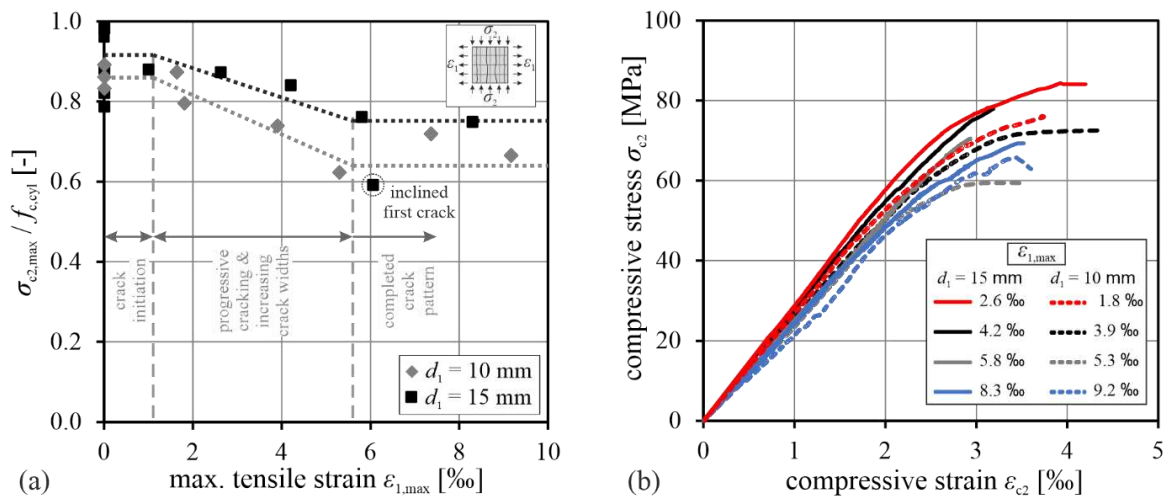 1.0
0.8
0.6
0.4
0.2
0.0
σc2,max / fc,cyl [-]
σ2
ε1 ε1
σ2
inclined
first crack
crack
initiation
progressive
cracking &
increasing
crack widths
completed
crack
pattern
d1 = 10 mm
d1 = 15 mm
0 2 4 6 8 10
(a) max. tensile strain ε1,max [‰]
100
80
60
40
20
0
compressive stress σc2 [MPa]
ε1,max
d1 = 15 mm d1 = 10 mm
2.6 ‰ 1.8 ‰
4.2 ‰ 3.9 ‰
5.8 ‰ 5.3 ‰
8.3 ‰ 9.2 ‰
0 1 2 3 4 5
(b) compressive strain εc2 [‰]